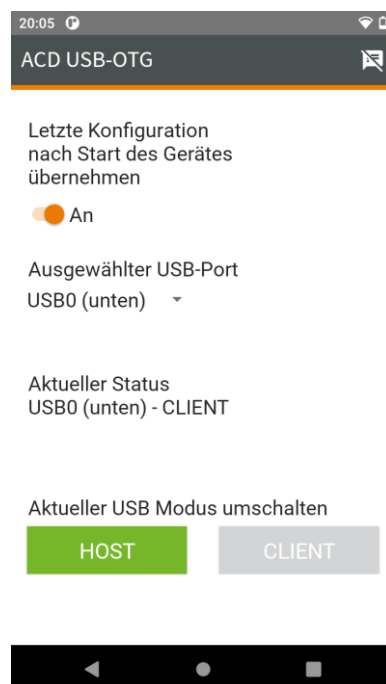 20:05
ACD USB-OTG
Letzte Konfiguration
nach Start des Gerätes
übernehmen
An
Ausgewählter USB-Port
USB0 (unten)
Aktueller Status
USB0 (unten) - CLIENT
Aktueller USB Modus umschalten
HOST
CLIENT